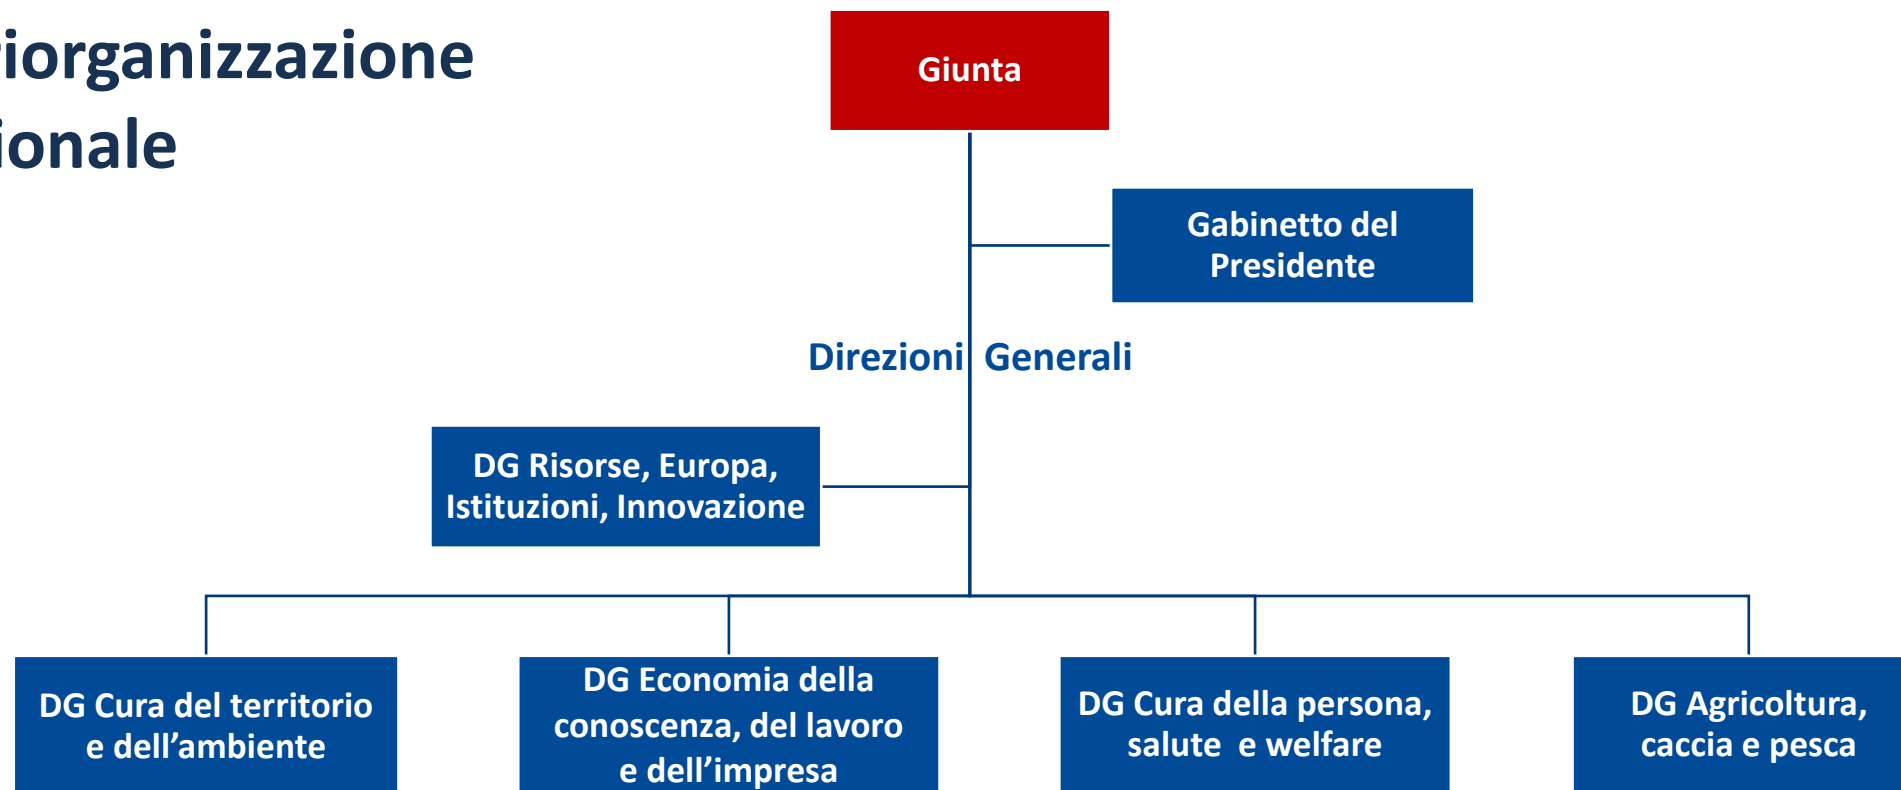 riorganizzazione
ionale
Giunta
Gabinetto del
Presidente
Direzioni Generali
DG Risorse, Europa,
Istituzioni, Innovazione
DG Cura del territorio
e dell’ambiente
DG Economia della
conoscenza, del lavoro
e dell’impresa
DG Cura della persona,
salute e welfare
DG Agricoltura,
caccia e pesca